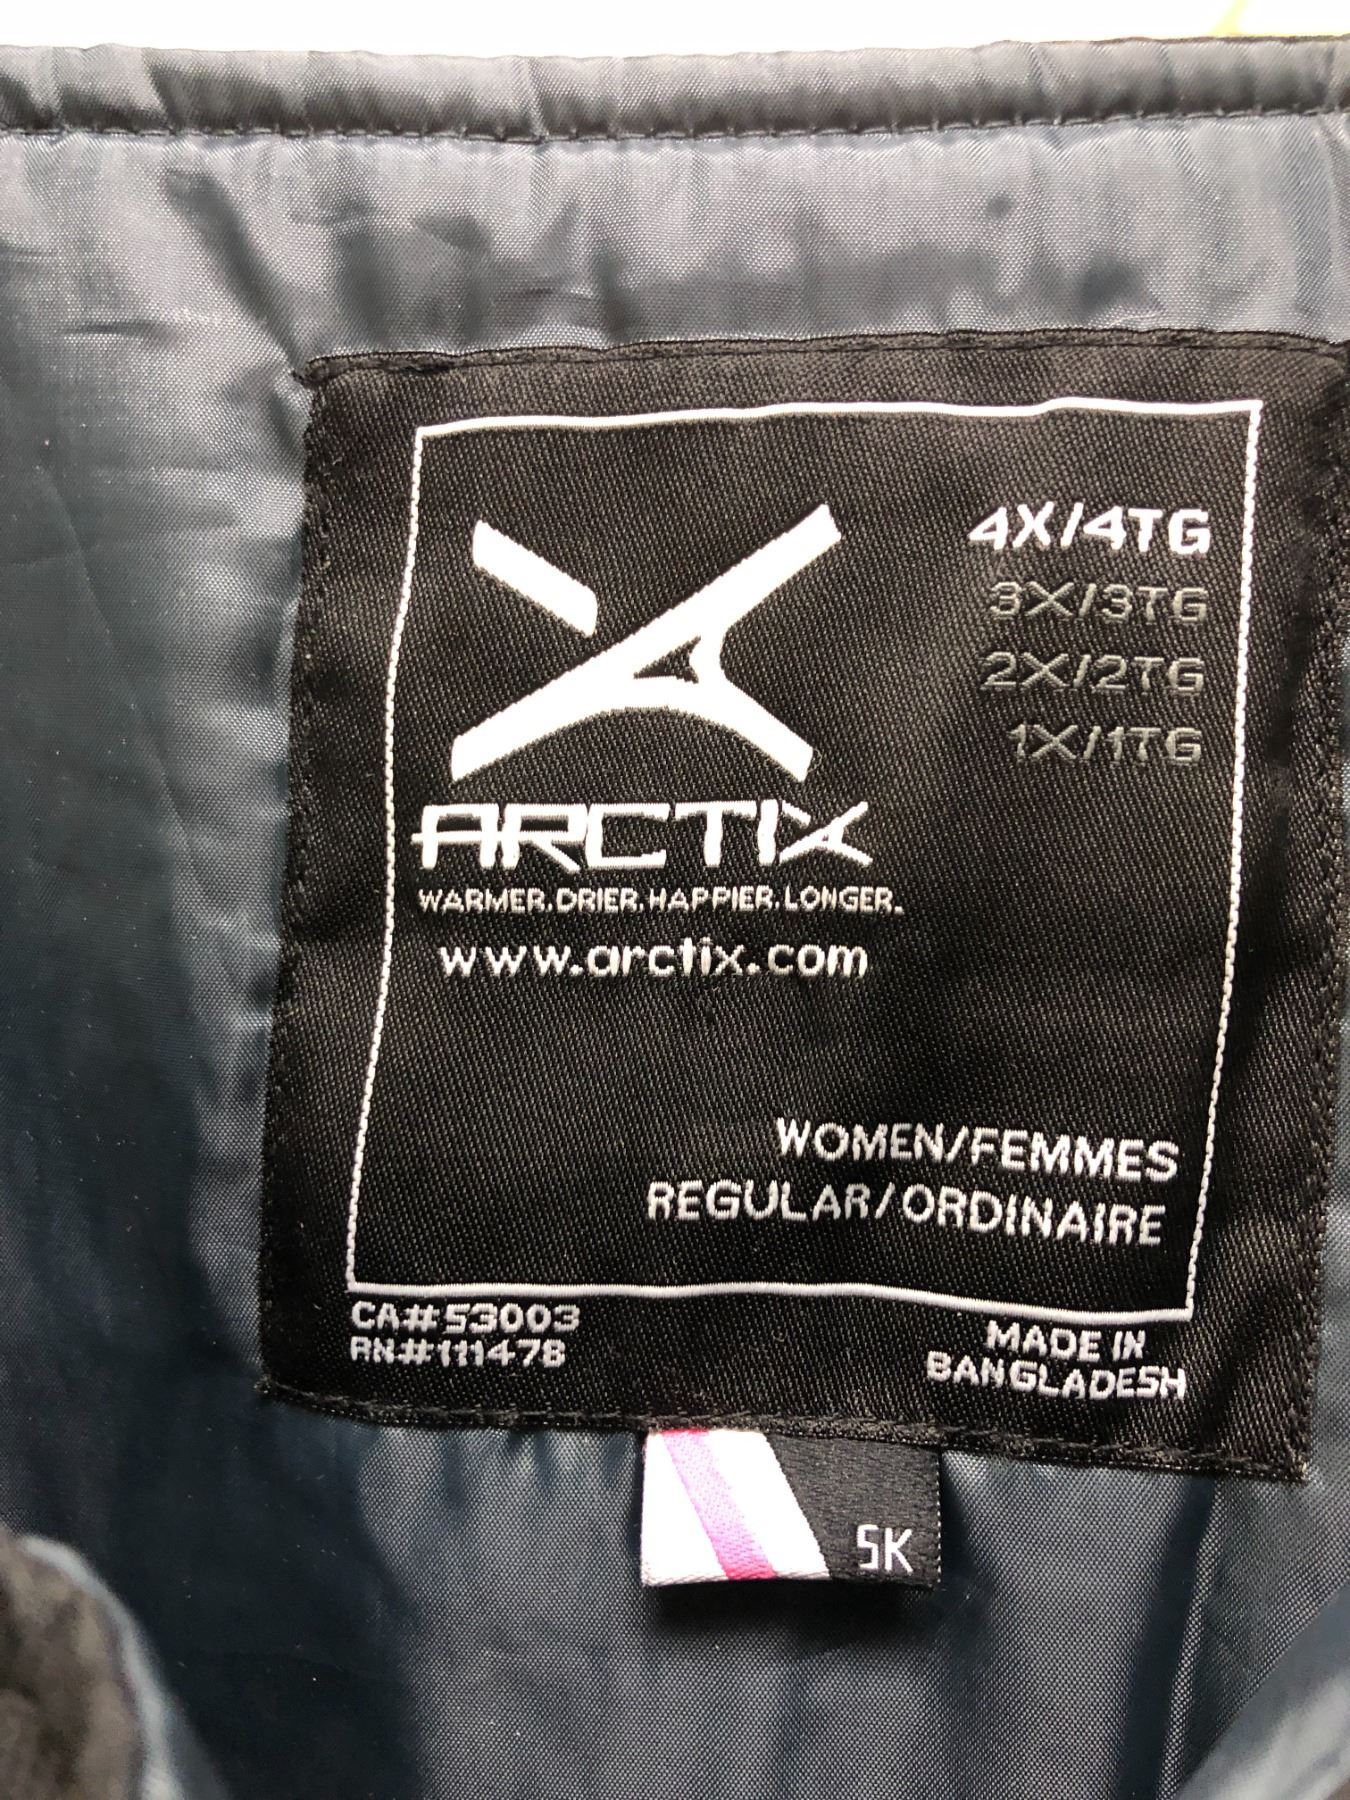 4X/4TG
3X/3TG
2X/2TG
1X/1TG
ARCTIX
WARMER.DRIER.HAPPIER.LONGER.
www.arctix.com
WOMEN/FEMMES
REGULAR/ORDINAIRE
CA#53003
RN#111478
MADE IN
BANGLADESH
SK